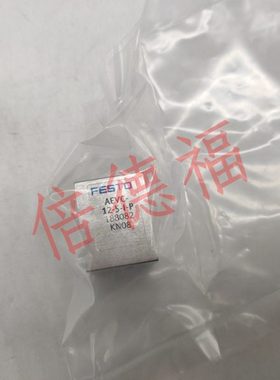 FESTO
AEVC-
12-5-I-P
188082
KN08
倍德福